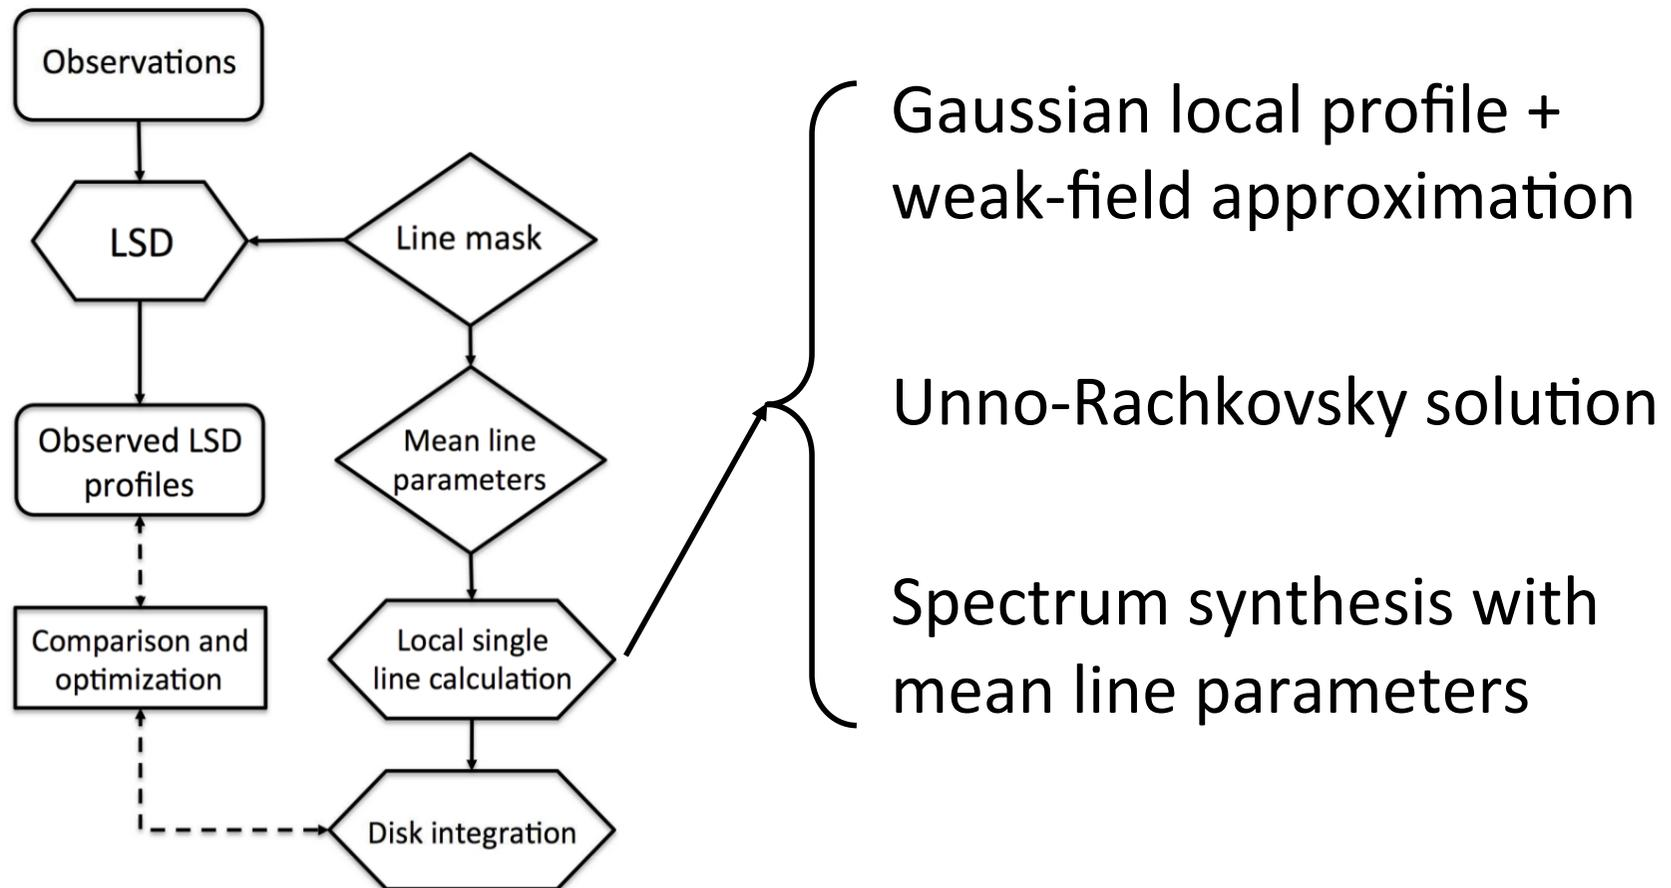 Observations
LSD
Line mask
Observed LSD
profiles
Mean line
parameters
Comparison and
optimization
Local single
line calculation
Disk integration
Gaussian local profile +
weak-field approximation
Unno-Rachkovsky solution
Spectrum synthesis with
mean line parameters